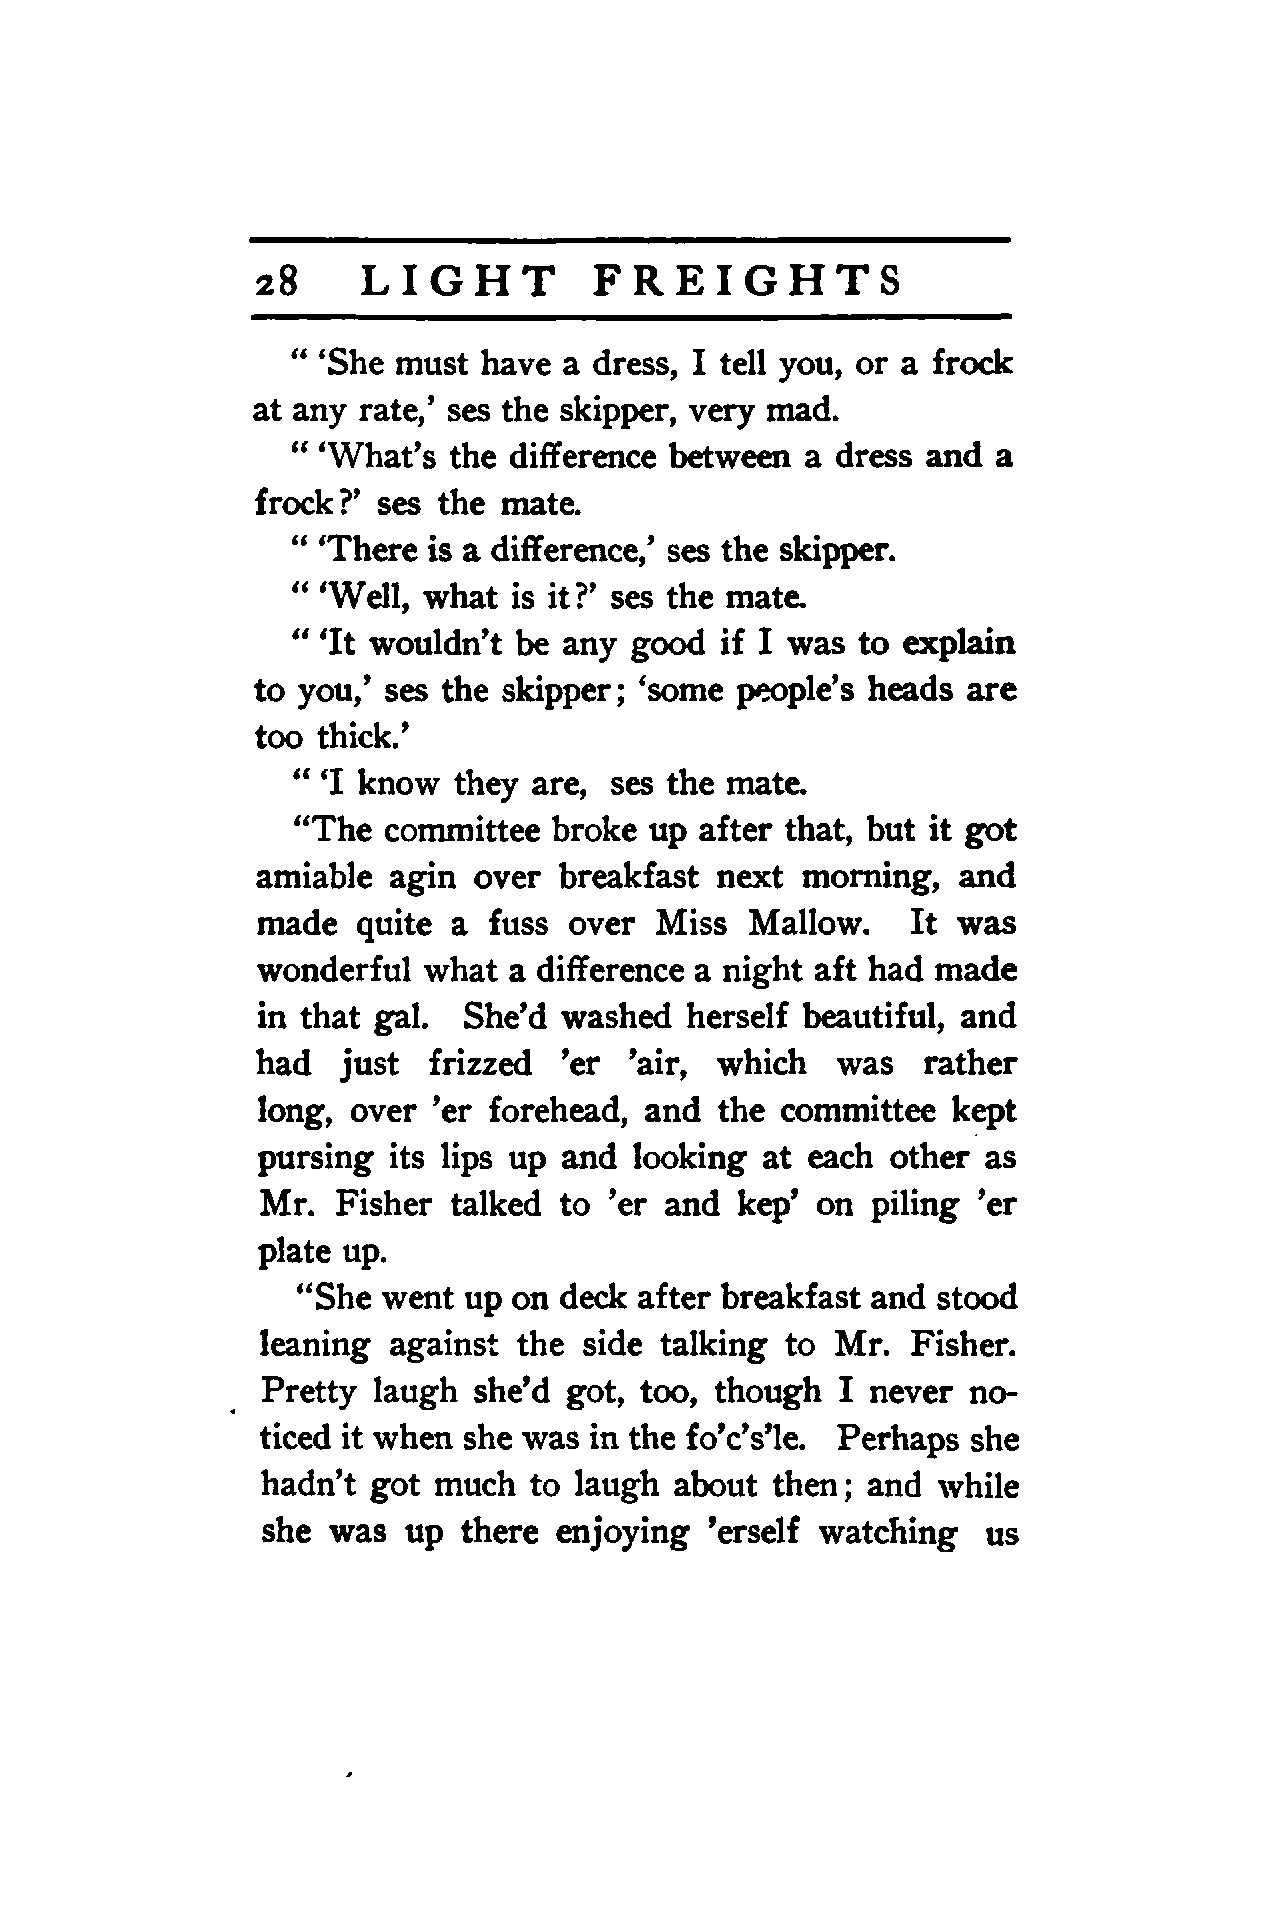 28 LIGHT FREIGHTS
“ ‘She must have a dress, I tell you, or a frock
at any rate,’ ses the skipper, very mad.
“ ‘What’s the difference between a dress and a
frock?’ ses the mate.
“ ‘There is a difference,’ ses the skipper.
“ ‘Well, what is it?’ ses the mate.
“ ‘It wouldn’t be any good if I was to explain
to you,’ ses the skipper; ‘some people’s heads are
too thick.’
“ ‘I know they are, ses the mate.
“The committee broke up after that, but it got
amiable agin over breakfast next morning, and
made quite a fuss over Miss Mallow. It was
wonderful what a difference a night aft had made
in that gal. She’d washed herself beautiful, and
had just frizzed ’er ’air, which was rather
long, over ’er forehead, and the committee kept
pursing its lips up and looking at each other as
Mr. Fisher talked to ’er and kep’ on piling ’er
plate up.
“She went up on deck after breakfast and stood
leaning against the side talking to Mr. Fisher.
Pretty laugh she’d got, too, though I never no-
ticed it when she was in the fo’c’s’le. Perhaps she
hadn’t got much to laugh about then; and while
she was up there enjoying ’erself watching us